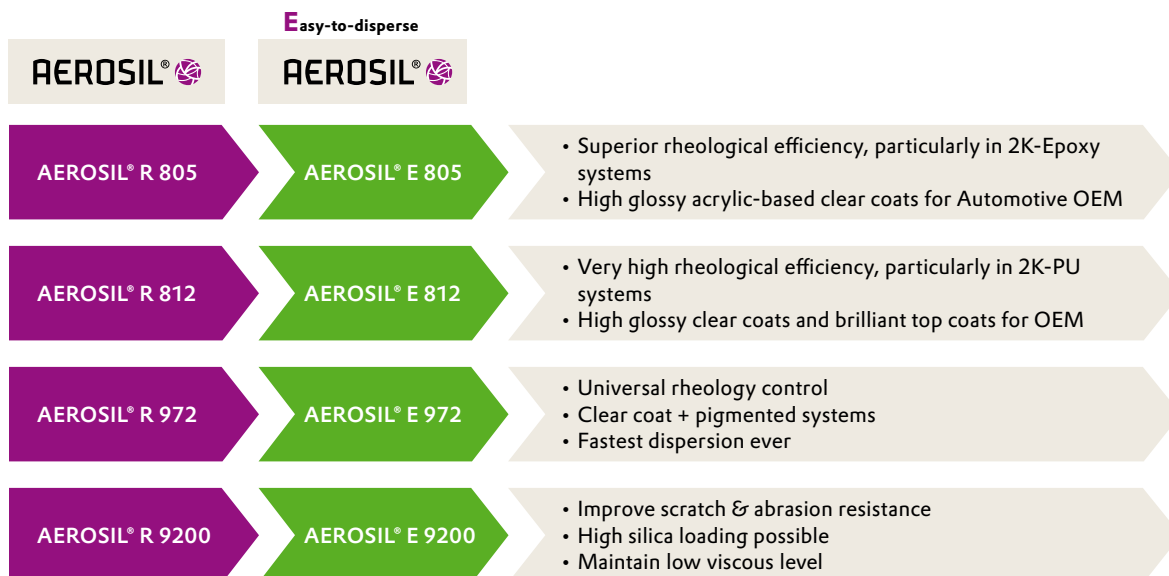 Easy-to-disperse
AEROSIL®
AEROSIL®
AEROSIL® R 805
AEROSIL® E 805
• Superior rheological efficiency, particularly in 2K-Epoxy
systems
• High glossy acrylic-based clear coats for Automotive OEM
AEROSIL® R 812
AEROSIL® E 812
• Very high rheological efficiency, particularly in 2K-PU
systems
• High glossy clear coats and brilliant top coats for OEM
AEROSIL® R 972
AEROSIL® E 972
• Universal rheology control
• Clear coat + pigmented systems
• Fastest dispersion ever
AEROSIL® R 9200
AEROSIL® E 9200
• Improve scratch & abrasion resistance
• High silica loading possible
• Maintain low viscous level